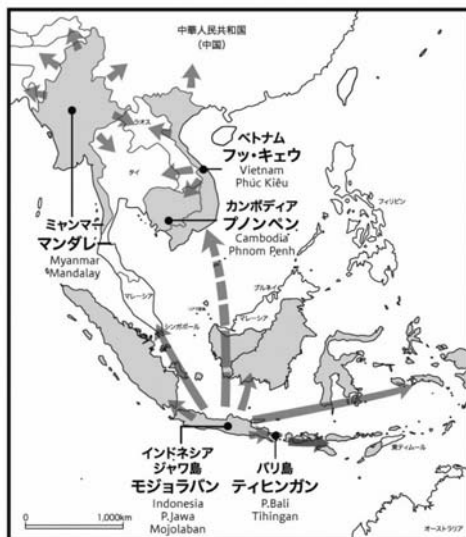 中華人民共和国
(中国)
ラオス
ベトナム
フッ・キェウ
Vietnam
Phúc Kiêu
タイ
カンボディア
プノンペン
Cambodia
Phnom Penh
フィリピン
ミャンマー
マンダレー
Myanmar
Mandalay
ブルネイ
マレーシア
マレーシア
シンガポール
インドネシア
ジャワ島
モジョラバン
Indonesia
P.Jawa
Mojolaban
バリ島
ティヒンガン
P.Bali
Tihingan
東ティモール
0
1,000km
オーストラリア